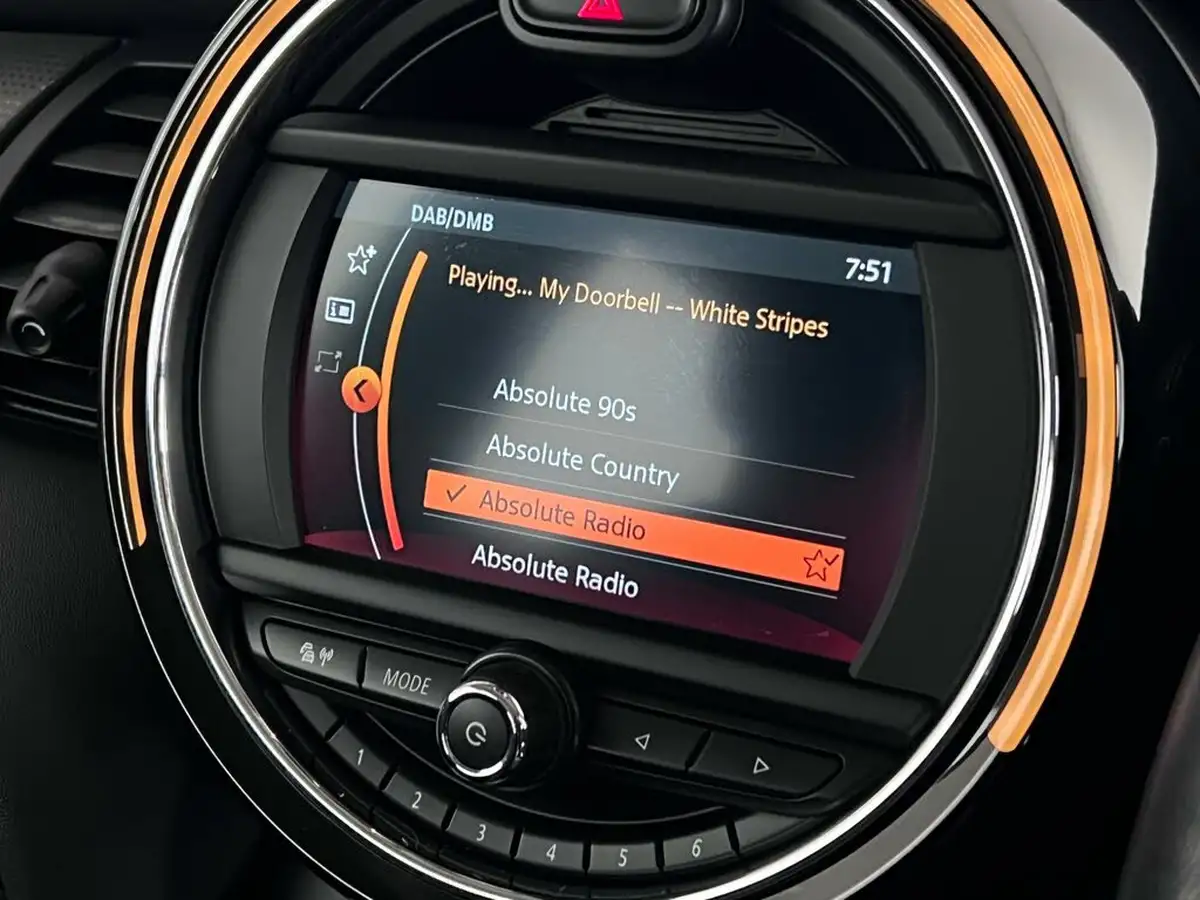 DAB/DMB
7:51
Playing... My Doorbell -- White Stripes
Absolute 90s
Absolute Country
Absolute Radio
Absolute Radio
MODE
1
2
3
4
5
6